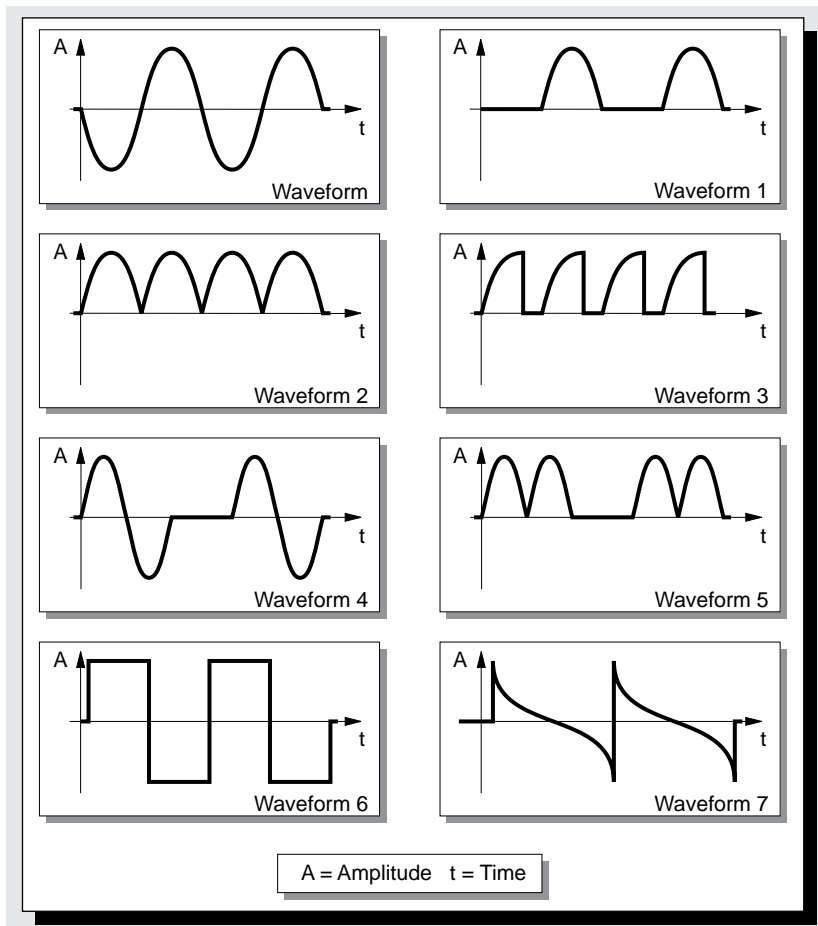 A
t
Waveform
A
t
Waveform 1
A
t
Waveform 2
A
t
Waveform 3
A
t
Waveform 4
A
t
Waveform 5
A
t
Waveform 6
A
t
Waveform 7
A = Amplitude t = Time